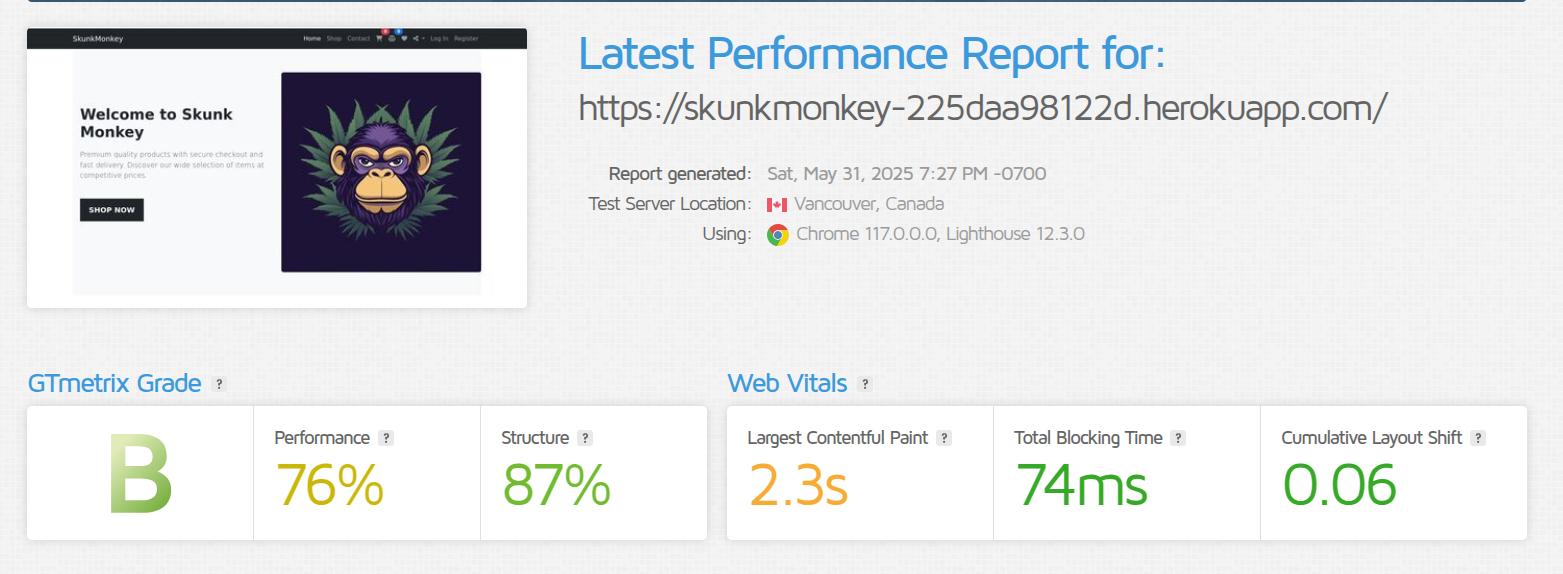 SkunkMonkey
Home Shop Contact Log In Register
Welcome to Skunk
Monkey
Premium quality products with secure checkout and
fast delivery. Discover our wide selection of items at
competitive prices.
SHOP NOW
Latest Performance Report for:
https://skunkmonkey-225daa98122d.herokuapp.com/
Report generated: Sat, May 31, 2025 7:27 PM -0700
Test Server Location: Vancouver, Canada
Using: Chrome 117.0.0.0, Lighthouse 12.3.0
GTmetrix Grade ?
B
Performance ?
76%
Structure ?
87%
Web Vitals ?
Largest Contentful Paint ?
2.3s
Total Blocking Time ?
74ms
Cumulative Layout Shift ?
0.06